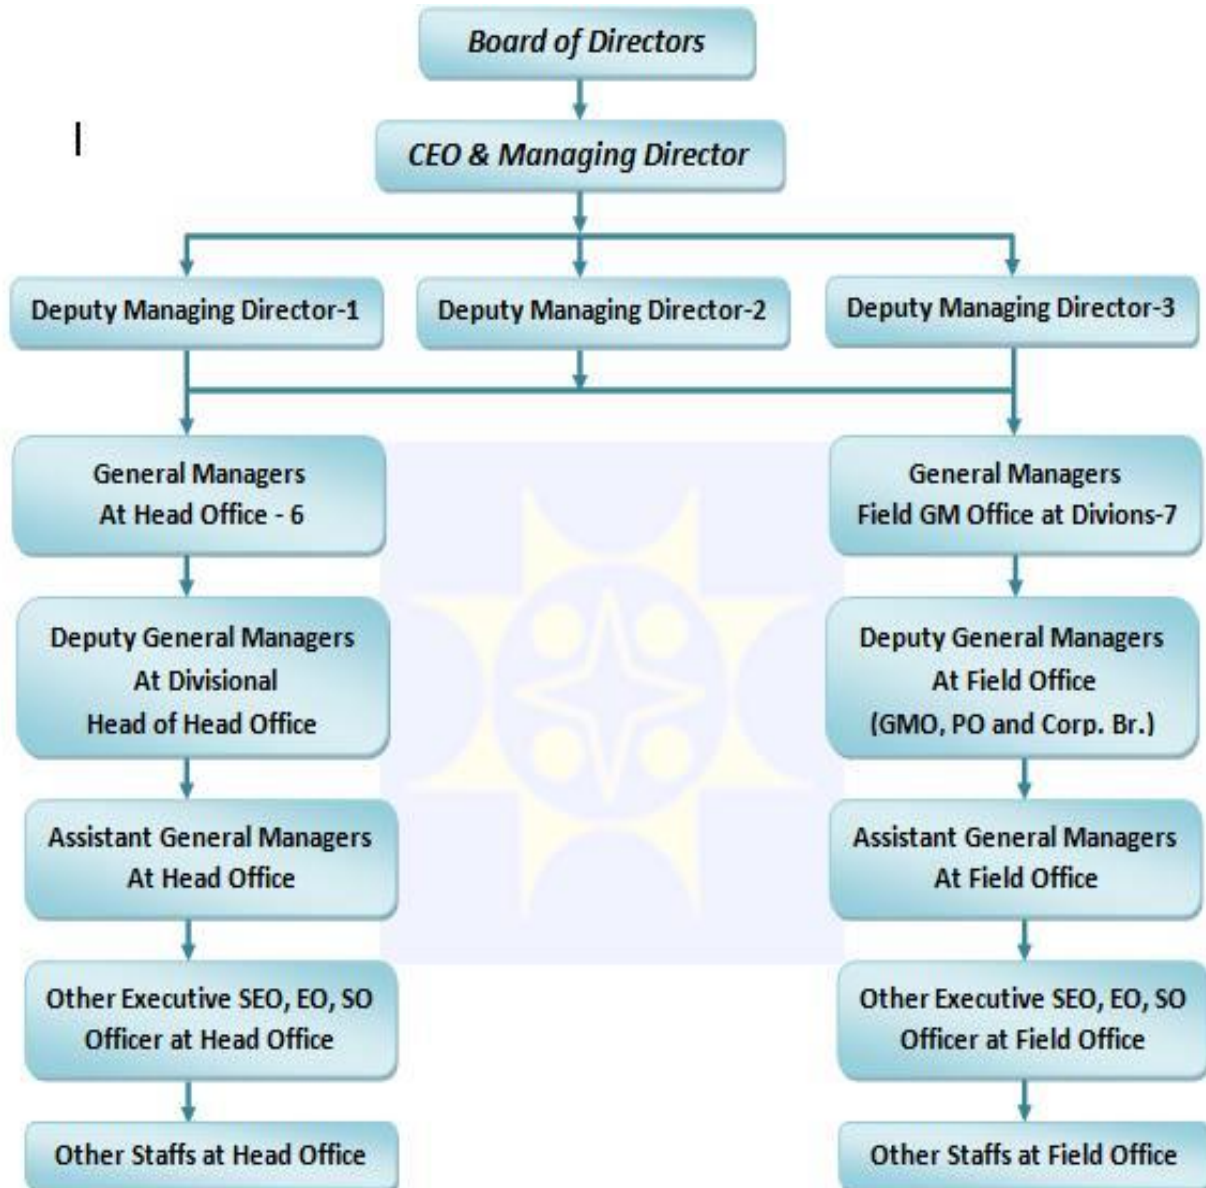 Board of Directors
CEO & Managing Director
Deputy Managing Director-1
Deputy Managing Director-2
Deputy Managing Director-3
General Managers
At Head Office - 6
General Managers
Field GM Office at Divions-7
Deputy General Managers
At Divisional
Head of Head Office
Deputy General Managers
At Field Office
(GMO, PO and Corp. Br.)
Assistant General Managers
At Head Office
Assistant General Managers
At Field Office
Other Executive SEO, EO, SO
Officer at Head Office
Other Executive SEO, EO, SO
Officer at Field Office
Other Staffs at Head Office
Other Staffs at Field Office